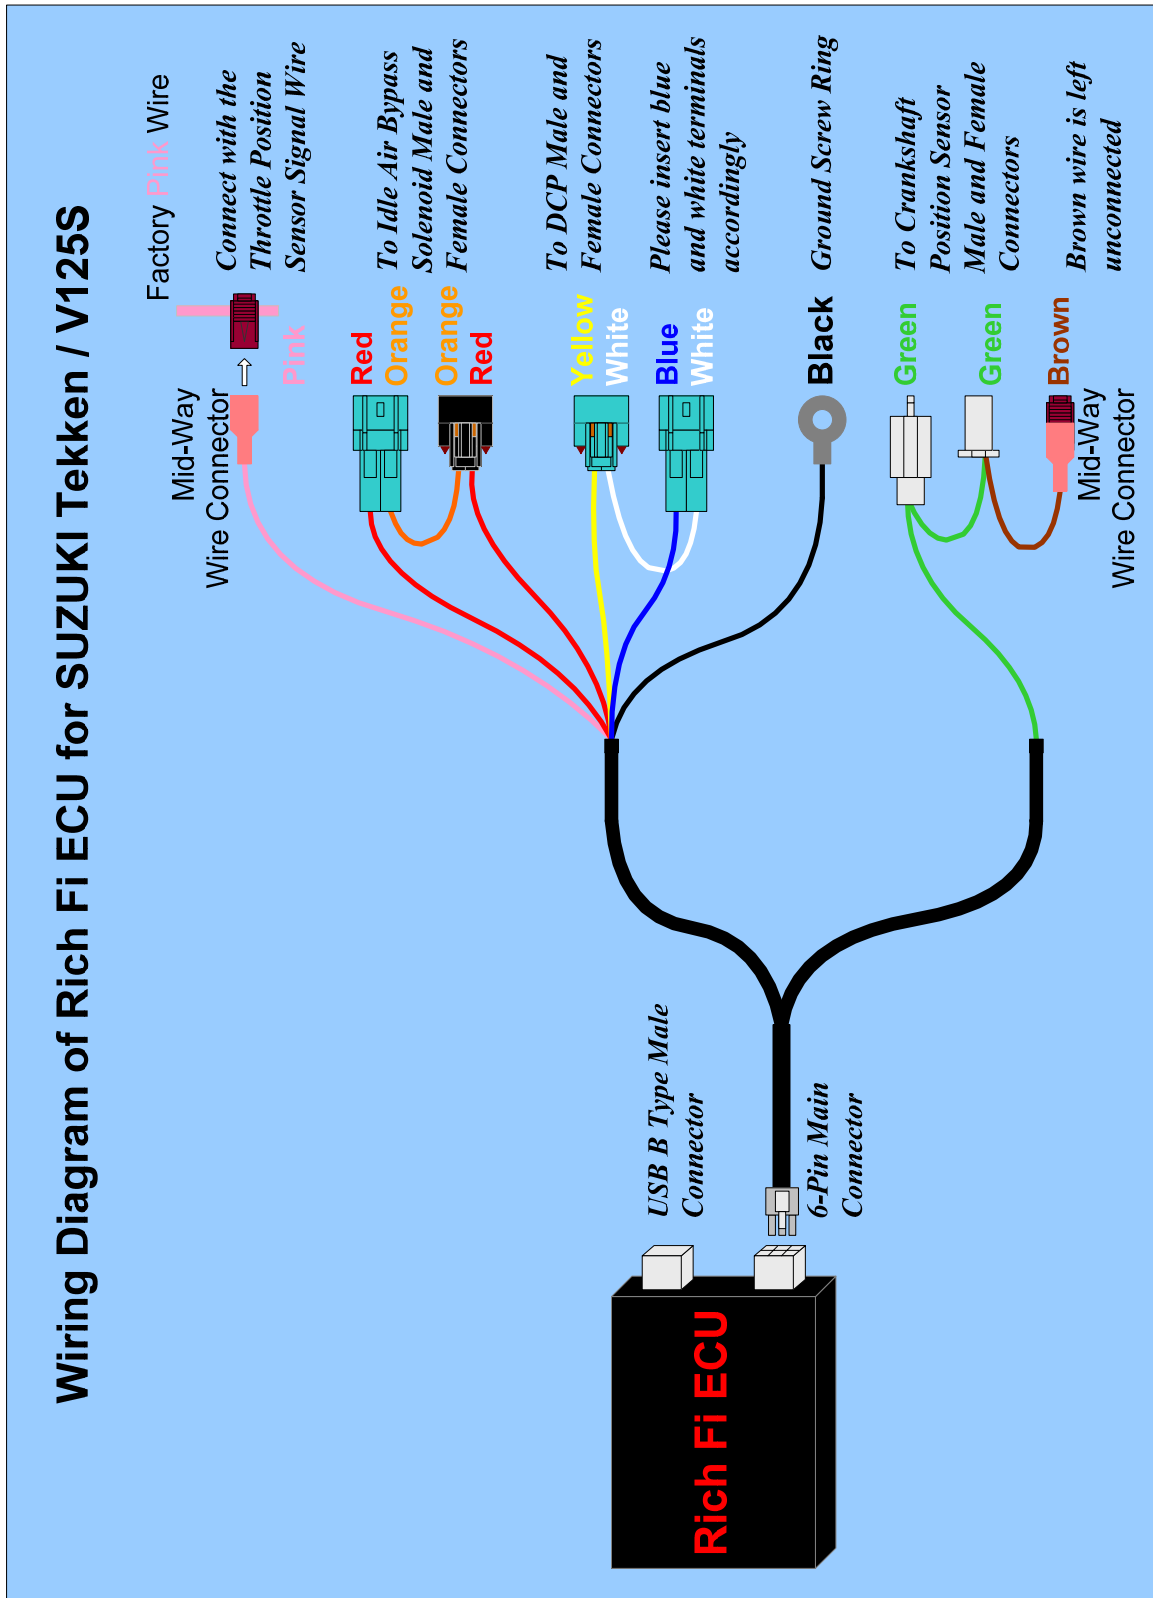 Wiring Diagram of Rich Fi ECU for SUZUKI Tekken / V125S
Factory Pink Wire
Mid-Way
Wire Connector
Pink
Connect with the
Throttle Position
Sensor Signal Wire
Red
Orange
Orange
Red
To Idle Air Bypass
Solenoid Male and
Female Connectors
Yellow
White
To DCP Male and
Female Connectors
Blue
White
Please insert blue
and white terminals
accordingly
Black
Ground Screw Ring
Green
Green
To Crankshaft
Position Sensor
Male and Female
Connectors
Brown
Brown wire is left
unconnected
Mid-Way
Wire Connector
USB B Type Male
Connector
6-Pin Main
Connector
Rich Fi ECU